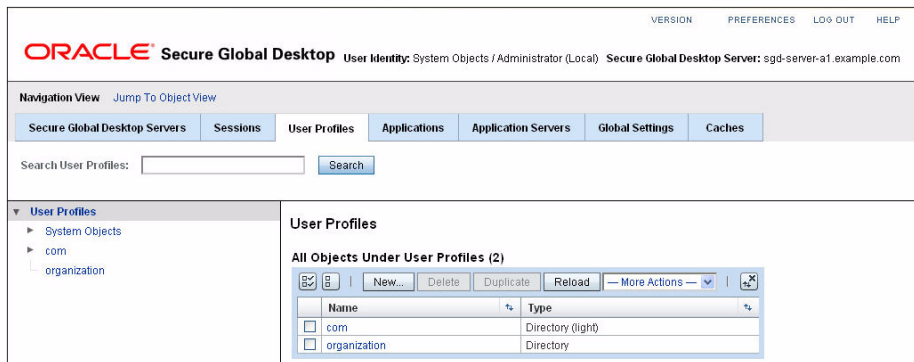 VERSION PREFERENCES LOG OUT HELP
ORACLE Secure Global Desktop User Identity: System Objects / Administrator (Local) Secure Global Desktop Server: sgd-server-a1.example.com
Navigation View Jump To Object View
Secure Global Desktop Servers Sessions User Profiles Applications Application Servers Global Settings Caches
Search User Profiles: Search
User Profiles
System Objects
com
organization
User Profiles
All Objects Under User Profiles (2)
New... Delete Duplicate Reload — More Actions —
Name Type
com Directory (light)
organization Directory